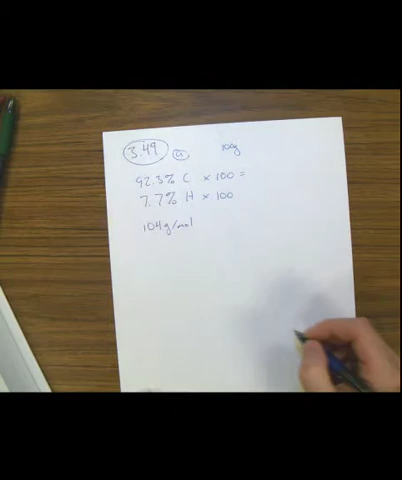 3.49 a 100g
92.3% C × 100 =
7.7% H × 100
104g/mol